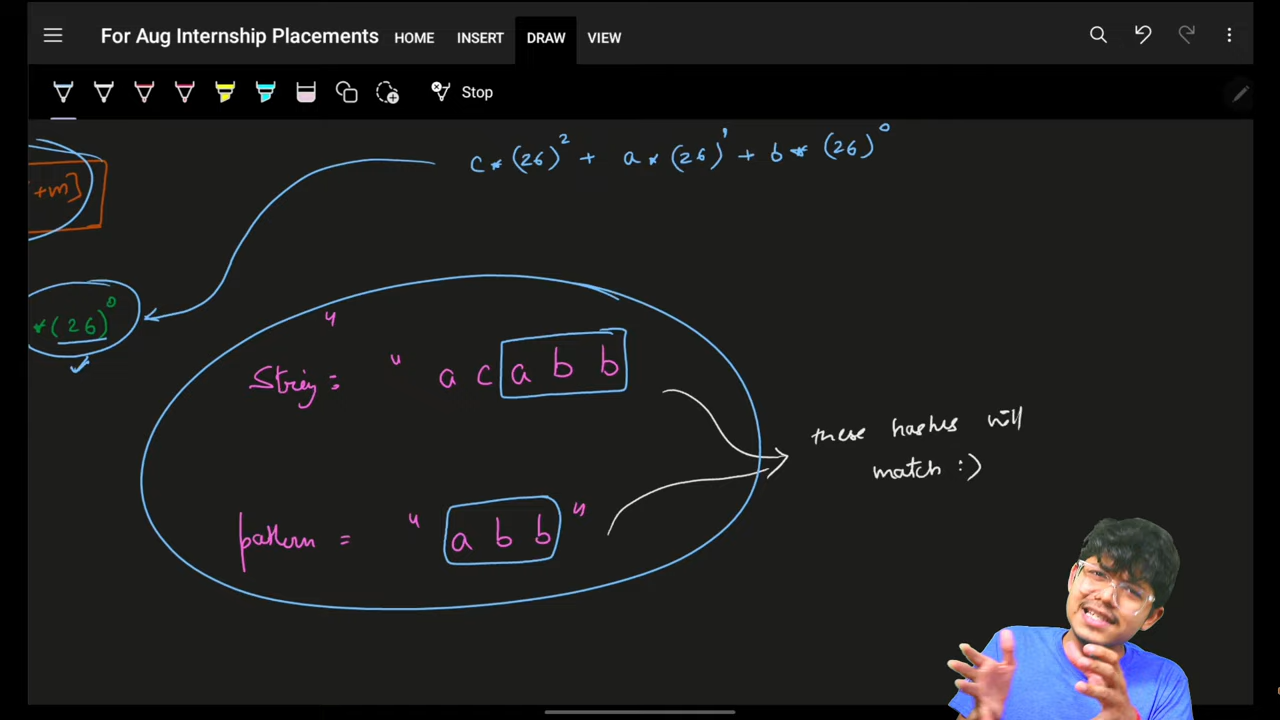 For Aug Internship Placements HOME INSERT DRAW VIEW
Stop
c * (26)² + a * (26)¹ + b * (26)⁰
+m]
*(26)⁰
String = " a c a b b "
these hashes will
match :)
pattern = " a b b "